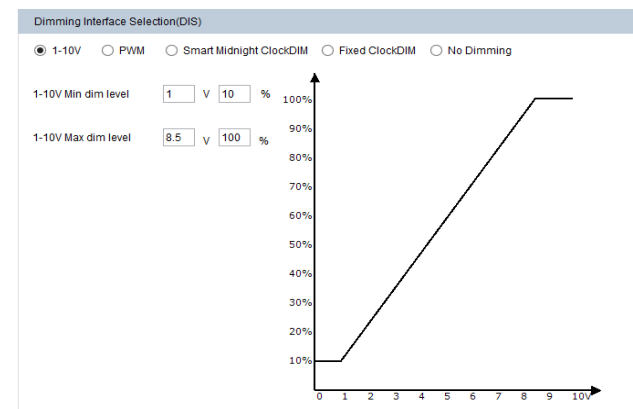 Dimming Interface Selection(DIS)
1-10V PWM Smart Midnight ClockDIM Fixed ClockDIM No Dimming
1-10V Min dim level 1 V 10 %
1-10V Max dim level 8.5 V 100 %
100%
90%
80%
70%
60%
50%
40%
30%
20%
10%
0 1 2 3 4 5 6 7 8 9 10V